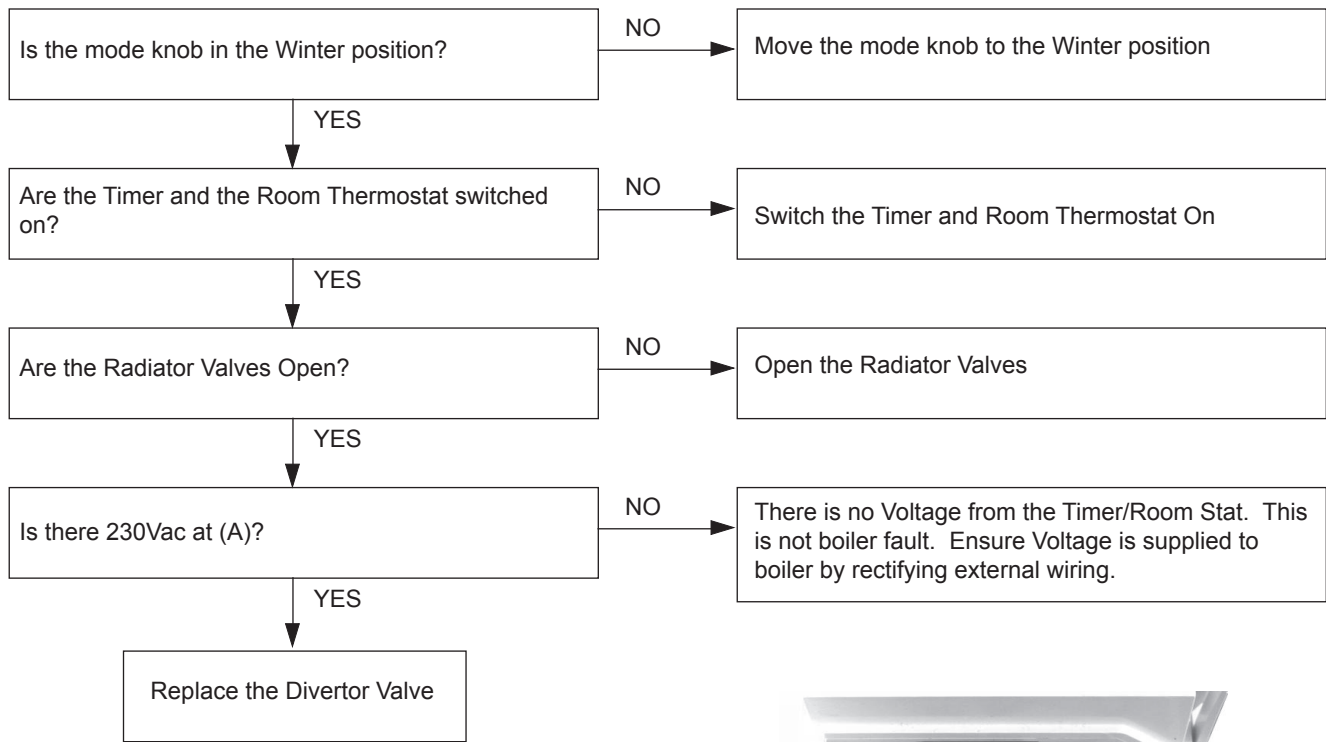 Is the mode knob in the Winter position?
NO
Move the mode knob to the Winter position
YES
Are the Timer and the Room Thermostat switched
on?
NO
Switch the Timer and Room Thermostat On
YES
Are the Radiator Valves Open?
NO
Open the Radiator Valves
YES
Is there 230Vac at (A)?
NO
There is no Voltage from the Timer/Room Stat.  This
is not boiler fault.  Ensure Voltage is supplied to
boiler by rectifying external wiring.
YES
Replace the Divertor Valve